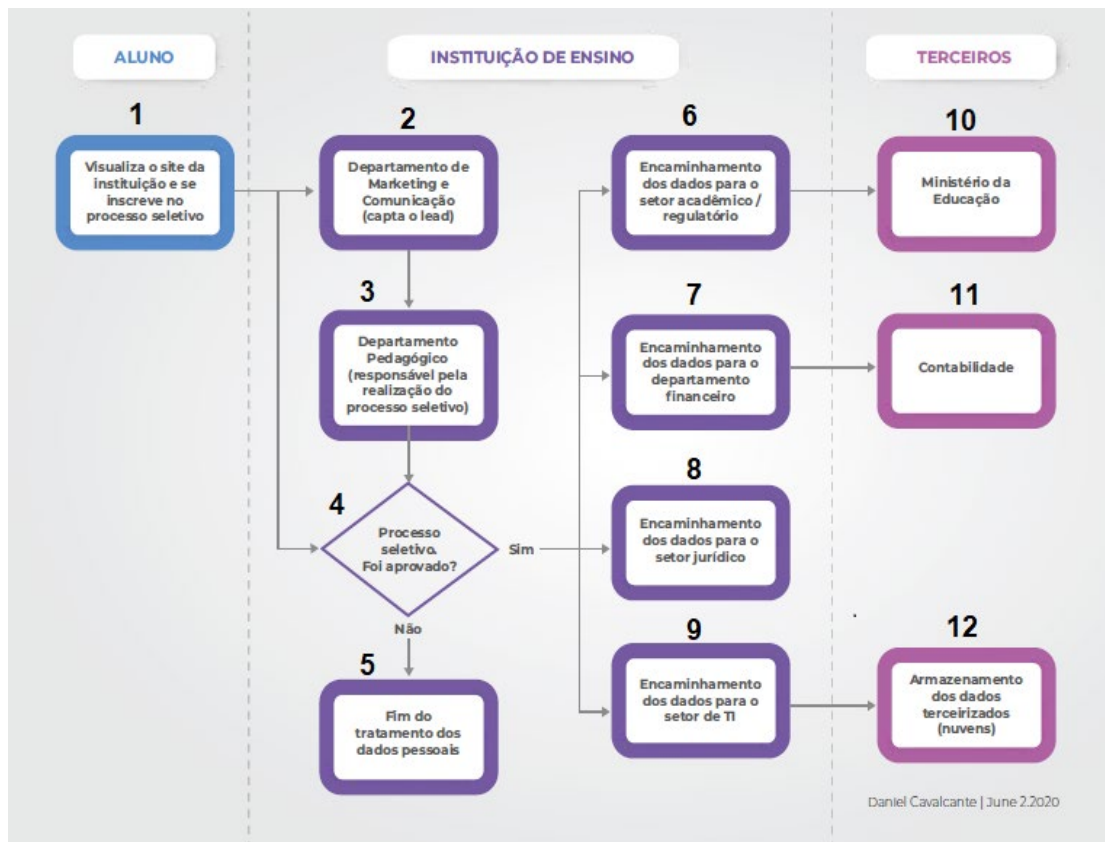 ALUNO
INSTITUIÇÃO DE ENSINO
TERCEIROS
1
Visualiza o site da
instituição e se
inscreve no
processo seletivo
2
Departamento de
Marketing e
Comunicação
(capta o lead)
3
Departamento
Pedagógico
(responsável pela
realização do
processo seletivo)
4
Processo
seletivo.
Foi aprovado?
Sim
Não
5
Fim do
tratamento dos
dados pessoais
6
Encaminhamento
dos dados para o
setor acadêmico /
regulatório
7
Encaminhamento
dos dados para o
departamento
financeiro
8
Encaminhamento
dos dados para o
setor jurídico
9
Encaminhamento
dos dados para o
setor de TI
10
Ministério da
Educação
11
Contabilidade
12
Armazenamento
dos dados
terceirizados
(nuvens)
Daniel Cavalcante | June 2.2020